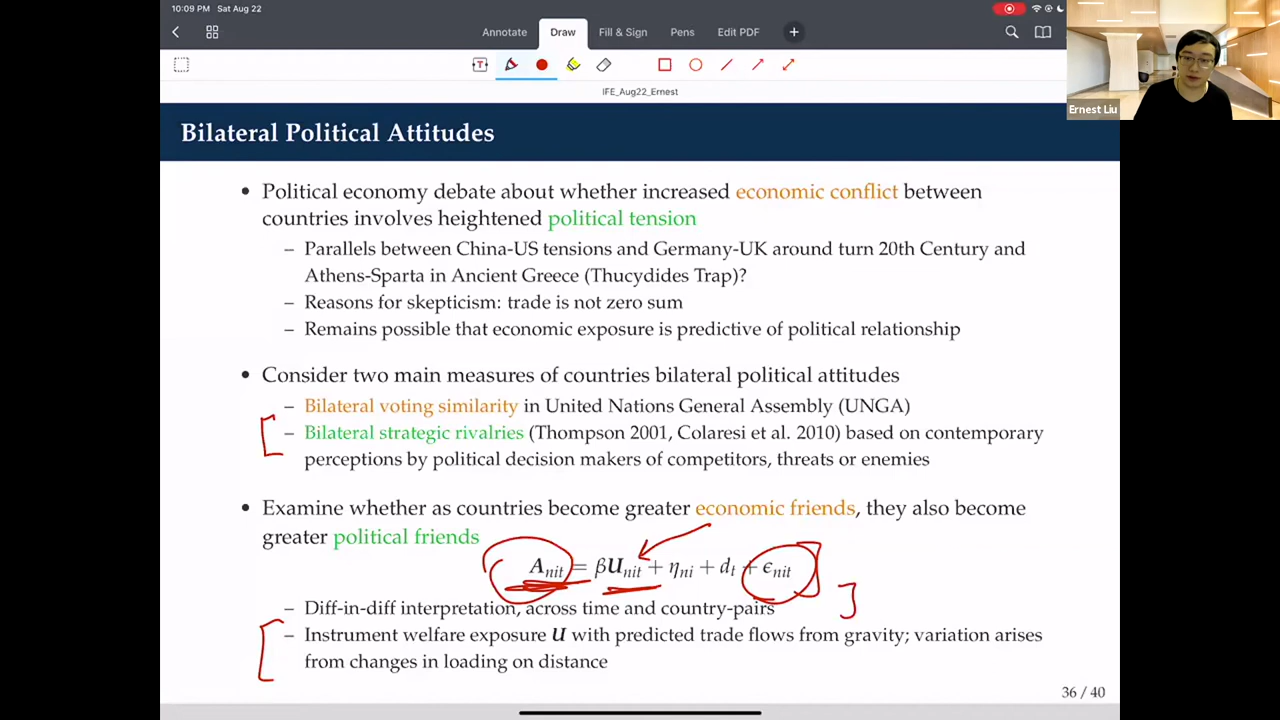 10:09 PM Sat Aug 22
Annotate Draw Fill & Sign Pens Edit PDF
IFE_Aug22_Ernest
Ernest Liu
Bilateral Political Attitudes
• Political economy debate about whether increased economic conflict between
countries involves heightened political tension
– Parallels between China-US tensions and Germany-UK around turn 20th Century and
Athens-Sparta in Ancient Greece (Thucydides Trap)?
– Reasons for skepticism: trade is not zero sum
– Remains possible that economic exposure is predictive of political relationship
• Consider two main measures of countries bilateral political attitudes
– Bilateral voting similarity in United Nations General Assembly (UNGA)
– Bilateral strategic rivalries (Thompson 2001, Colaresi et al. 2010) based on contemporary
perceptions by political decision makers of competitors, threats or enemies
• Examine whether as countries become greater economic friends, they also become
greater political friends
A_nit = βU_nit + η_ni + d_t + ϵ_nit
– Diff-in-diff interpretation, across time and country-pairs
– Instrument welfare exposure U with predicted trade flows from gravity; variation arises
from changes in loading on distance
36 / 40